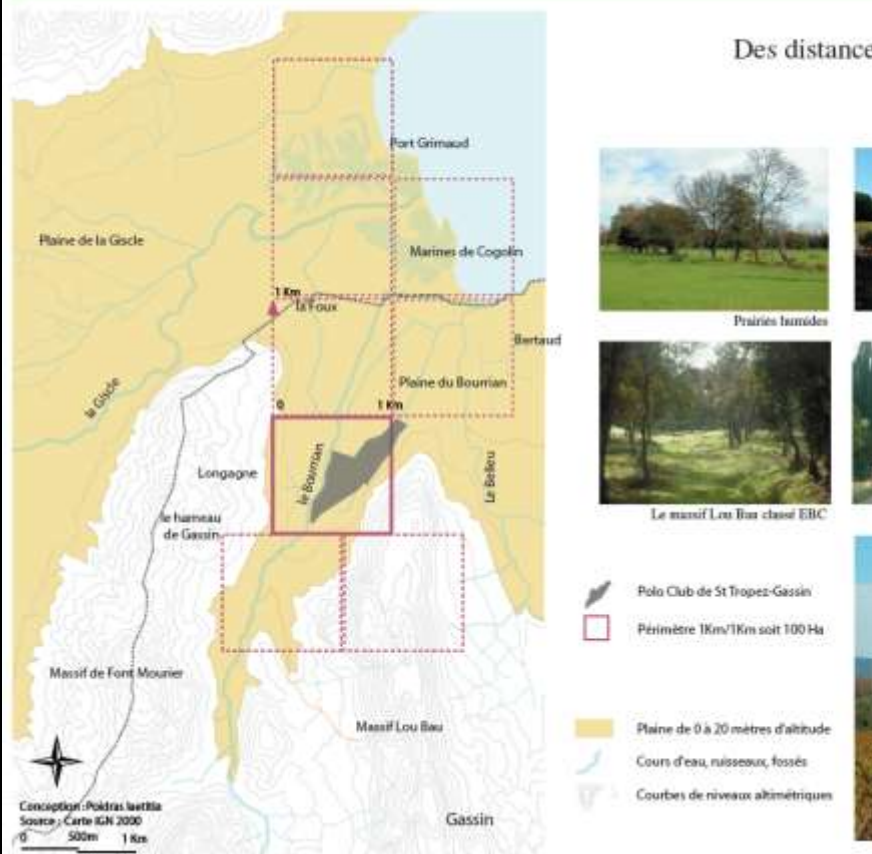 Des distance
Port Grimaud
Plaine de la Giscle
Marines de Cogolin
1 Km
la Foux
Bertaud
le Giscle
Plaine du Bourrian
0
1 Km
Longagne
le Bourrian
Le Belieu
le hameau
de Gassin
Massif de Font Mourier
Massif Lou Bau
Gassin
Conception : Poidras laetitia
Source : Carte IGN 2000
0 500m 1 Km
Prairies humides
Le massif Lou Bau classé EBC
Polo Club de St Tropez-Gassin
Périmètre 1Km/1Km soit 100 Ha
Plaine de 0 à 20 mètres d'altitude
Cours d'eau, ruisseaux, fossés
Courbes de niveaux altimétriques